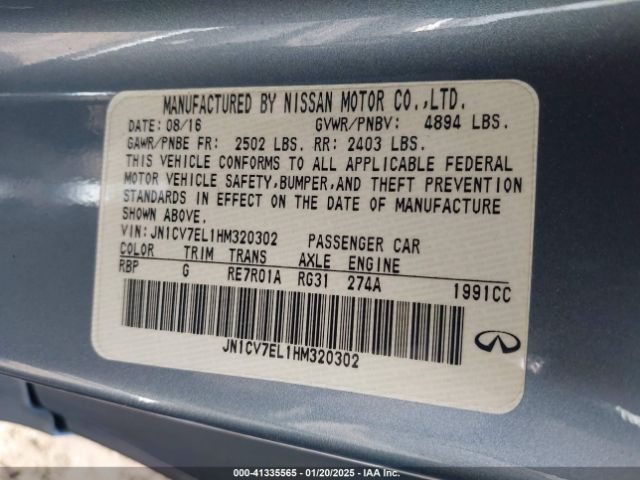 MANUFACTURED BY NISSAN MOTOR CO.,LTD.
DATE: 08/16 GVWR/PNBV: 4894 LBS.
GAWR/PNBE FR: 2502 LBS. RR: 2403 LBS.
THIS VEHICLE CONFORMS TO ALL APPLICABLE FEDERAL
MOTOR VEHICLE SAFETY,BUMPER,AND THEFT PREVENTION
STANDARDS IN EFFECT ON THE DATE OF MANUFACTURE
SHOWN ABOVE.
VIN: JN1CV7EL1HM320302 PASSENGER CAR
COLOR TRIM TRANS AXLE ENGINE
RBP G RE7R01A RG31 274A 1991CC
JN1CV7EL1HM320302
000-41335565 | 01/20/2025 | IAA Inc.